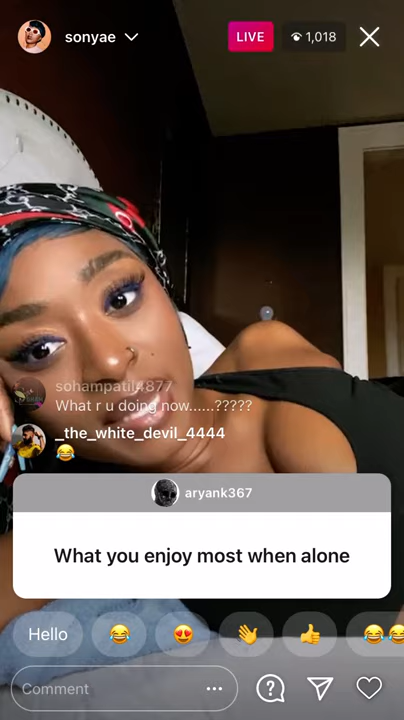 sonyae
LIVE
1,018
sohampatil4877
What r u doing now......?????
_the_white_devil_4444
😂
aryank367
What you enjoy most when alone
Hello 😂 😍 👋 👍 😂😂
Comment